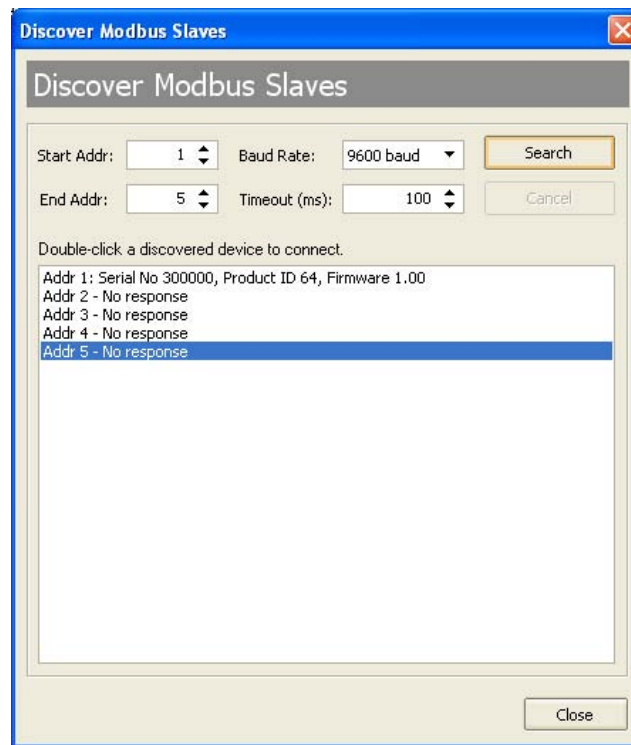 Discover Modbus Slaves
Discover Modbus Slaves
Start Addr: 1 Baud Rate: 9600 baud Search
End Addr: 5 Timeout (ms): 100 Cancel
Double-click a discovered device to connect.
Addr 1: Serial No 300000, Product ID 64, Firmware 1.00
Addr 2 - No response
Addr 3 - No response
Addr 4 - No response
Addr 5 - No response
Close